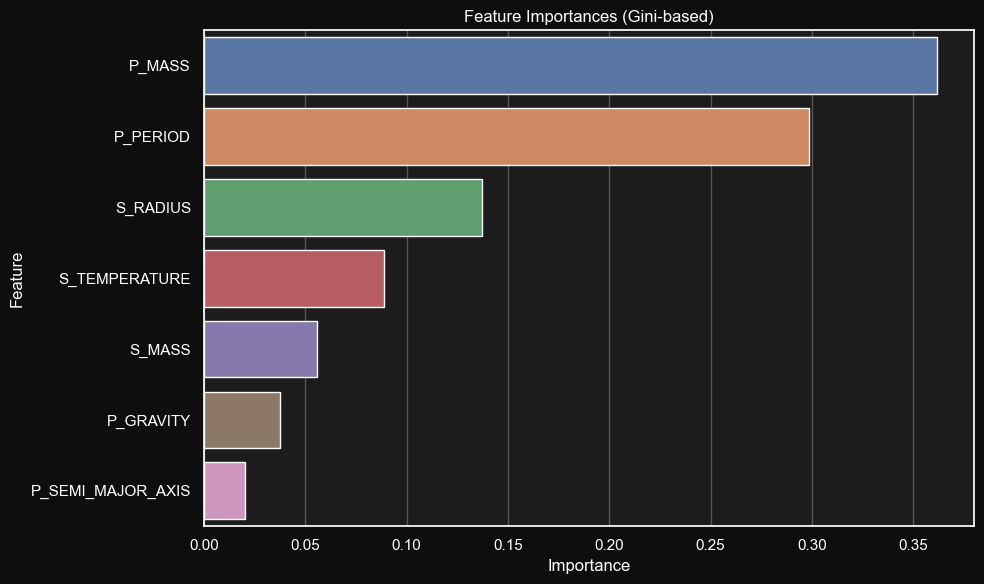 Feature Importances (Gini-based)
P_MASS
P_PERIOD
S_RADIUS
S_TEMPERATURE
S_MASS
P_GRAVITY
P_SEMI_MAJOR_AXIS
Feature
0.00 0.05 0.10 0.15 0.20 0.25 0.30 0.35
Importance